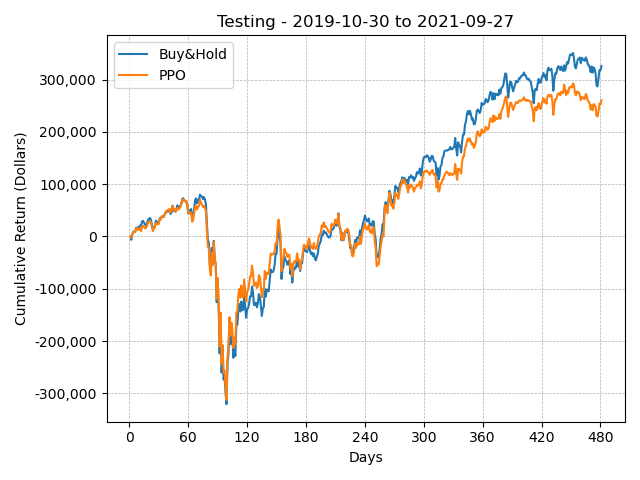 Testing - 2019-10-30 to 2021-09-27
Buy&Hold
PPO
Cumulative Return (Dollars)
300,000
200,000
100,000
0
-100,000
-200,000
-300,000
0 60 120 180 240 300 360 420 480
Days